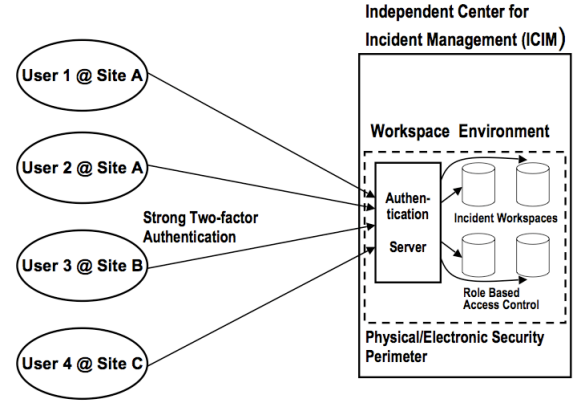 Independent Center for
Incident Management (ICIM)
User 1 @ Site A
User 2 @ Site A
Strong Two-factor
Authentication
User 3 @ Site B
User 4 @ Site C
Workspace Environment
Authen-
tication
Server
Incident Workspaces
Role Based
Access Control
Physical/Electronic Security
Perimeter